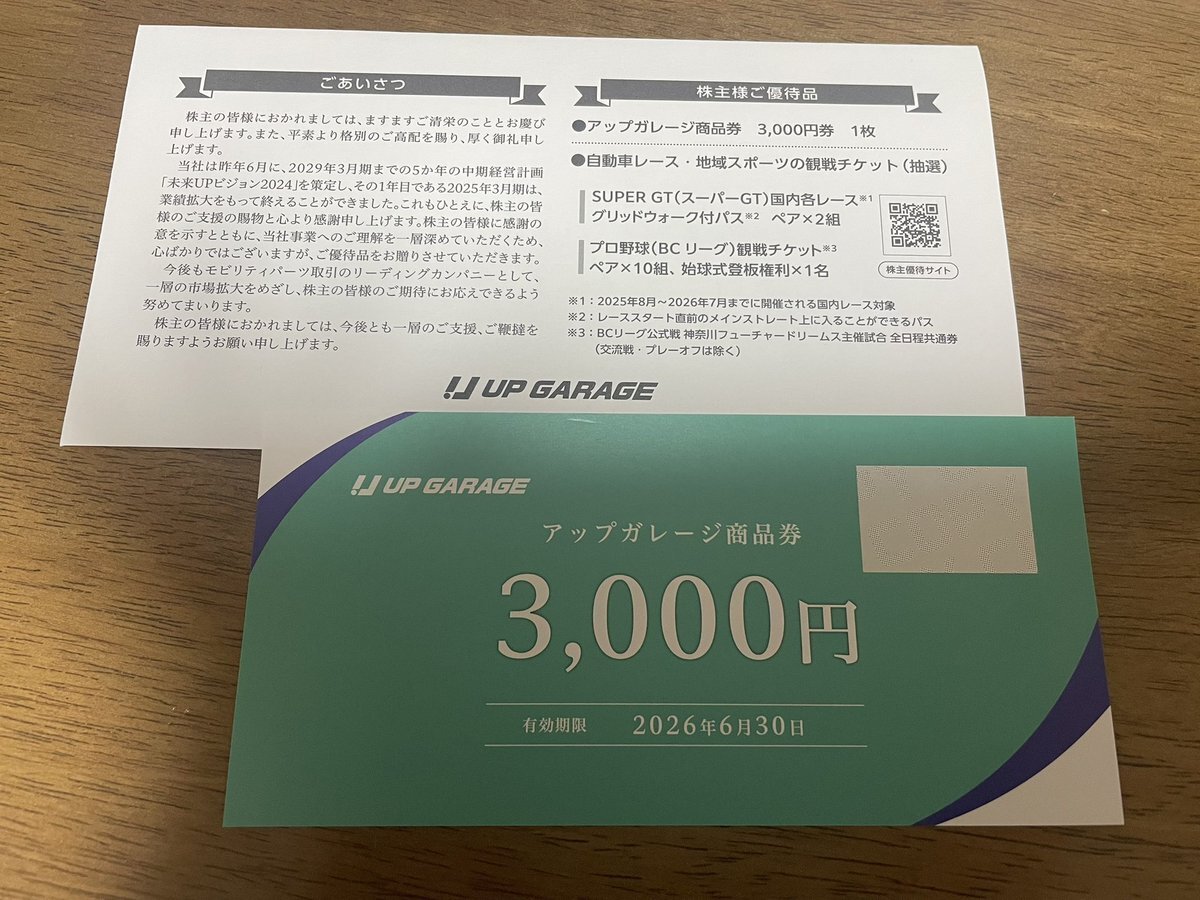 ごあいさつ
株主の皆様におかれましては、ますますご清栄のこととお慶び
申し上げます。また、平素より格別のご高配を賜り、厚く御礼申し
上げます。
当社は昨年6月に、2029年3月期までの5か年の中期経営計画
「未来UPビジョン2024」を策定し、その1年目である2025年3月期は、
業績拡大をもって終えることができました。これもひとえに、株主の皆
様のご支援の賜物と心より感謝申し上げます。株主の皆様に感謝の
意を示すとともに、当社事業へのご理解を一層深めていただくため、
心ばかりではございますが、ご優待品をお贈りさせていただきます。
今後もモビリティパーツ取引のリーディングカンパニーとして、
一層の市場拡大をめざし、株主の皆様のご期待にお応えできるよう
努めてまいります。
株主の皆様におかれましては、今後とも一層のご支援、ご鞭撻を
賜りますようお願い申し上げます。
株主様ご優待品
●アップガレージ商品券 3,000円券 1枚
●自動車レース・地域スポーツの観戦チケット(抽選)
SUPER GT(スーパーGT)国内各レース※1
グリッドウォーク付パス※2 ペア×2組
プロ野球(BCリーグ)観戦チケット※3
ペア×10組、始球式登板権利×1名
株主優待サイト
※1:2025年8月~2026年7月までに開催される国内レース対象
※2:レーススタート直前のメインストレート上に入ることができるパス
※3:BCリーグ公式戦 神奈川フューチャードリームス主催試合 全日程共通券
(交流戦・プレーオフは除く)
UP GARAGE
UP GARAGE
アップガレージ商品券
3,000円
有効期限 2026年6月30日